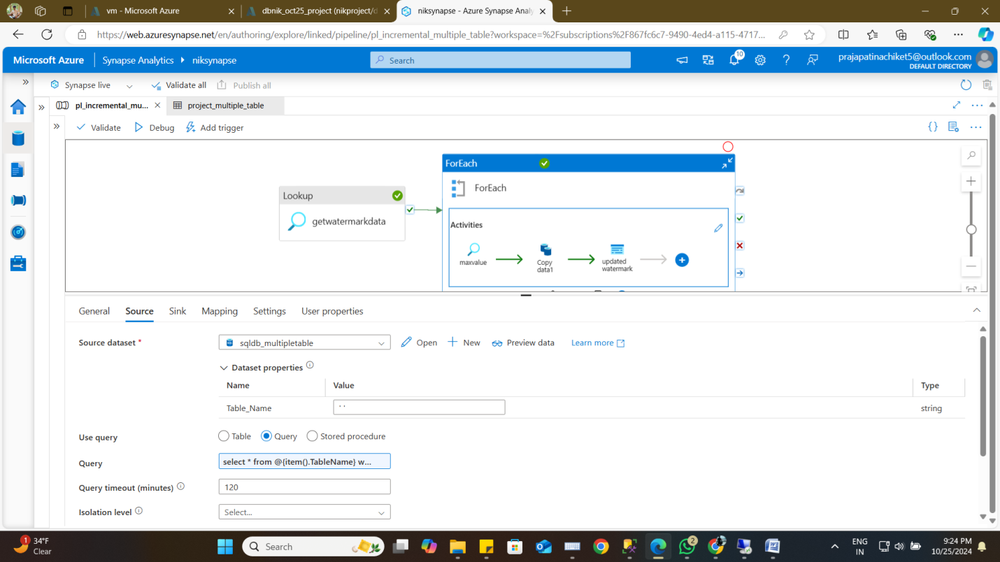 vm - Microsoft Azure
dbnik_oct25_project (nikproject/d
niksynapse - Azure Synapse Analy
https://web.azuresynapse.net/en/authoring/explore/linked/pipeline/pl_incremental_multiple_table?workspace=%2Fsubscriptions%2F867fc6c7-9490-4ed4-a115-4717...
Microsoft Azure
Synapse Analytics
niksynapse
Search
10
prajapatinachiket5@outlook.com
DEFAULT DIRECTORY
Synapse live
Validate all
Publish all
pl_incremental_mu...
project_multiple_table
Validate
Debug
Add trigger
ForEach
ForEach
Lookup
getwatermarkdata
Activities
maxvalue
Copy
data1
updated
watermark
General
Source
Sink
Mapping
Settings
User properties
Source dataset *
sqldb_multipletable
Open
New
Preview data
Learn more
Dataset properties
Name
Value
Type
Table_Name
' '
string
Use query
Table
Query
Stored procedure
Query
select * from @{item().TableName} w...
Query timeout (minutes)
120
Isolation level
Select...
1
34°F
Clear
Search
2
ENG
IN
9:24 PM
10/25/2024